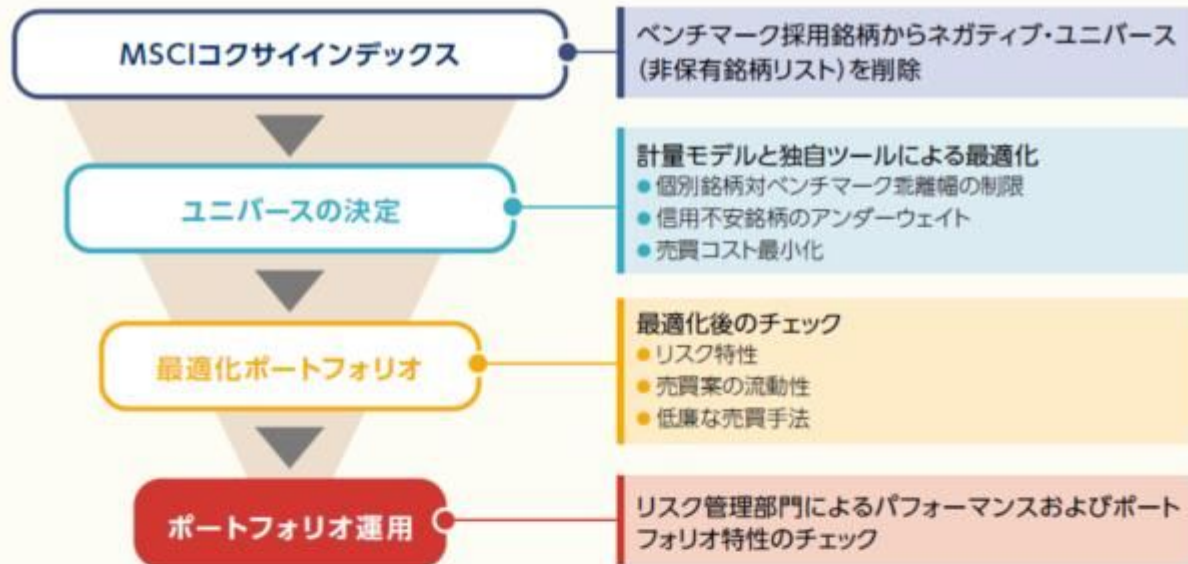 MSCIコクサイインデックス
ベンチマーク採用銘柄からネガティブ・ユニバース
(非保有銘柄リスト)を削除
ユニバースの決定
計量モデルと独自ツールによる最適化
●個別銘柄対ベンチマーク乖離幅の制限
●信用不安銘柄のアンダーウェイト
●売買コスト最小化
最適化ポートフォリオ
最適化後のチェック
●リスク特性
●売買案の流動性
●低廉な売買手法
ポートフォリオ運用
リスク管理部門によるパフォーマンスおよびポート
フォリオ特性のチェック